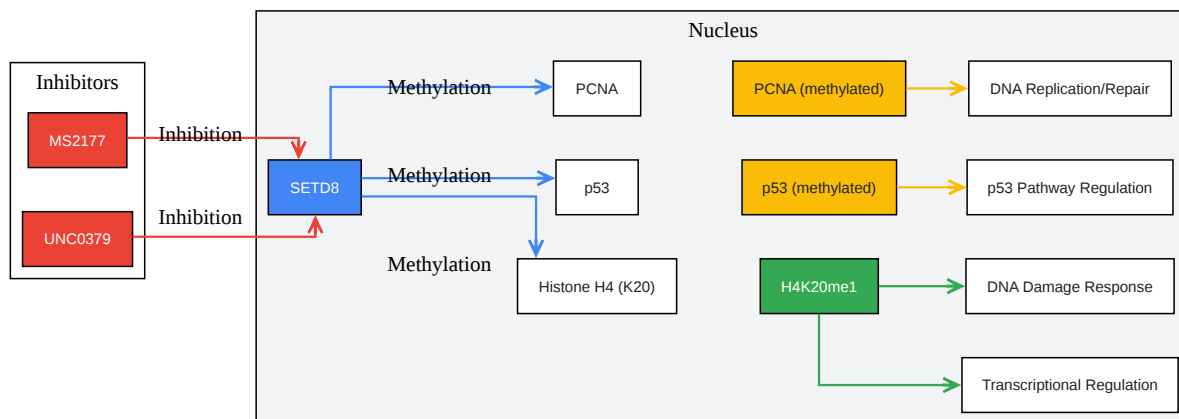 Nucleus
Inhibitors
MS2177
UNC0379
Inhibition
Inhibition
SETD8
Methylation
Methylation
Methylation
PCNA
p53
Histone H4 (K20)
PCNA (methylated)
DNA Replication/Repair
p53 (methylated)
p53 Pathway Regulation
H4K20me1
DNA Damage Response
Transcriptional Regulation